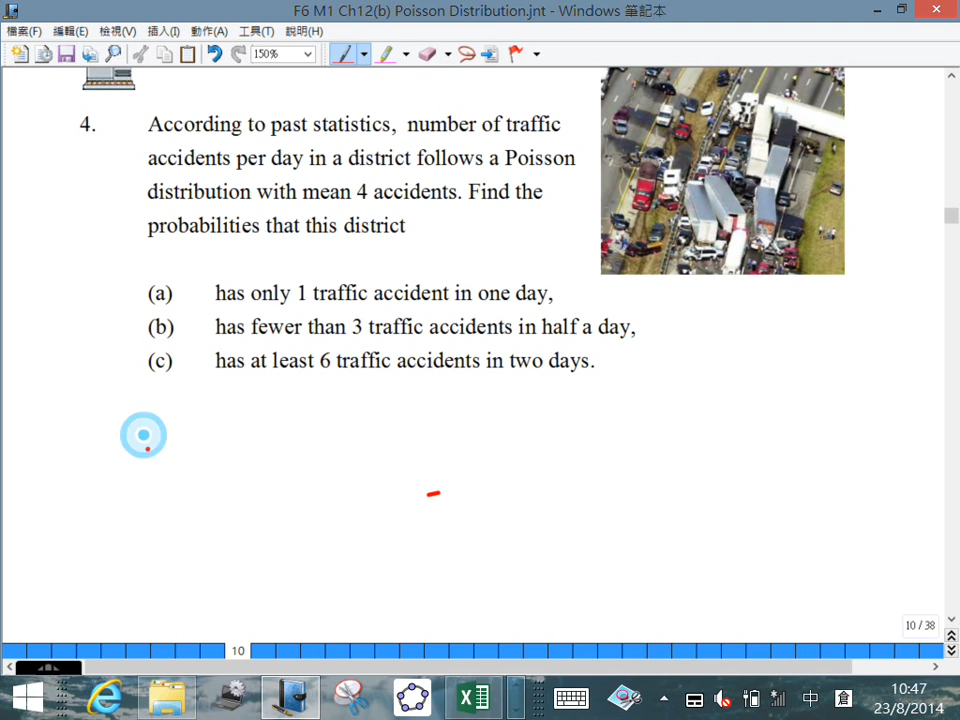 F6 M1 Ch12(b) Poisson Distribution.jnt - Windows 筆記本
檔案(F) 編輯(E) 檢視(V) 插入(I) 動作(A) 工具(T) 說明(H)
150%
4. According to past statistics, number of traffic
accidents per day in a district follows a Poisson
distribution with mean 4 accidents. Find the
probabilities that this district
(a) has only 1 traffic accident in one day,
(b) has fewer than 3 traffic accidents in half a day,
(c) has at least 6 traffic accidents in two days.
10 / 38
10
中 倉 10:47
23/8/2014